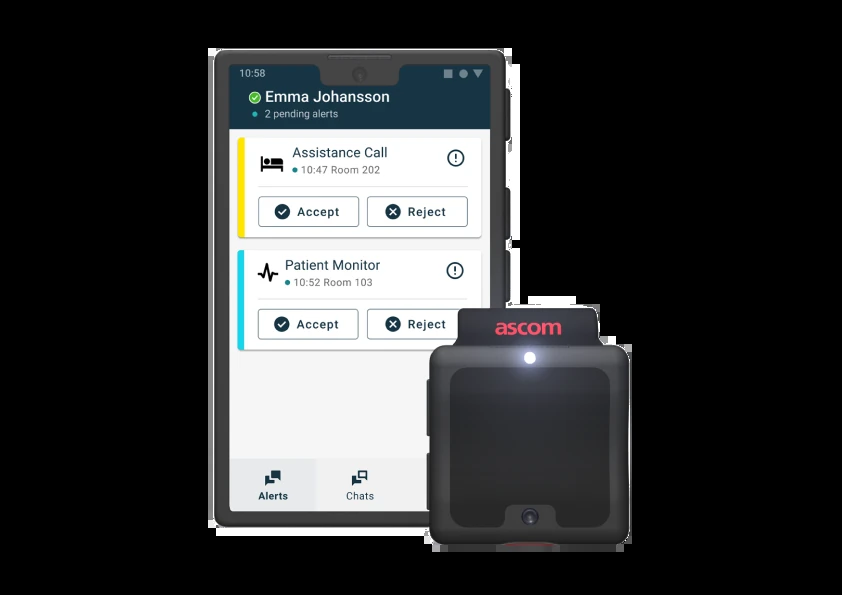 10:58
Emma Johansson
2 pending alerts
Assistance Call
10:47 Room 202
Accept
Reject
Patient Monitor
10:52 Room 103
Accept
Reject
ascom
Alerts
Chats